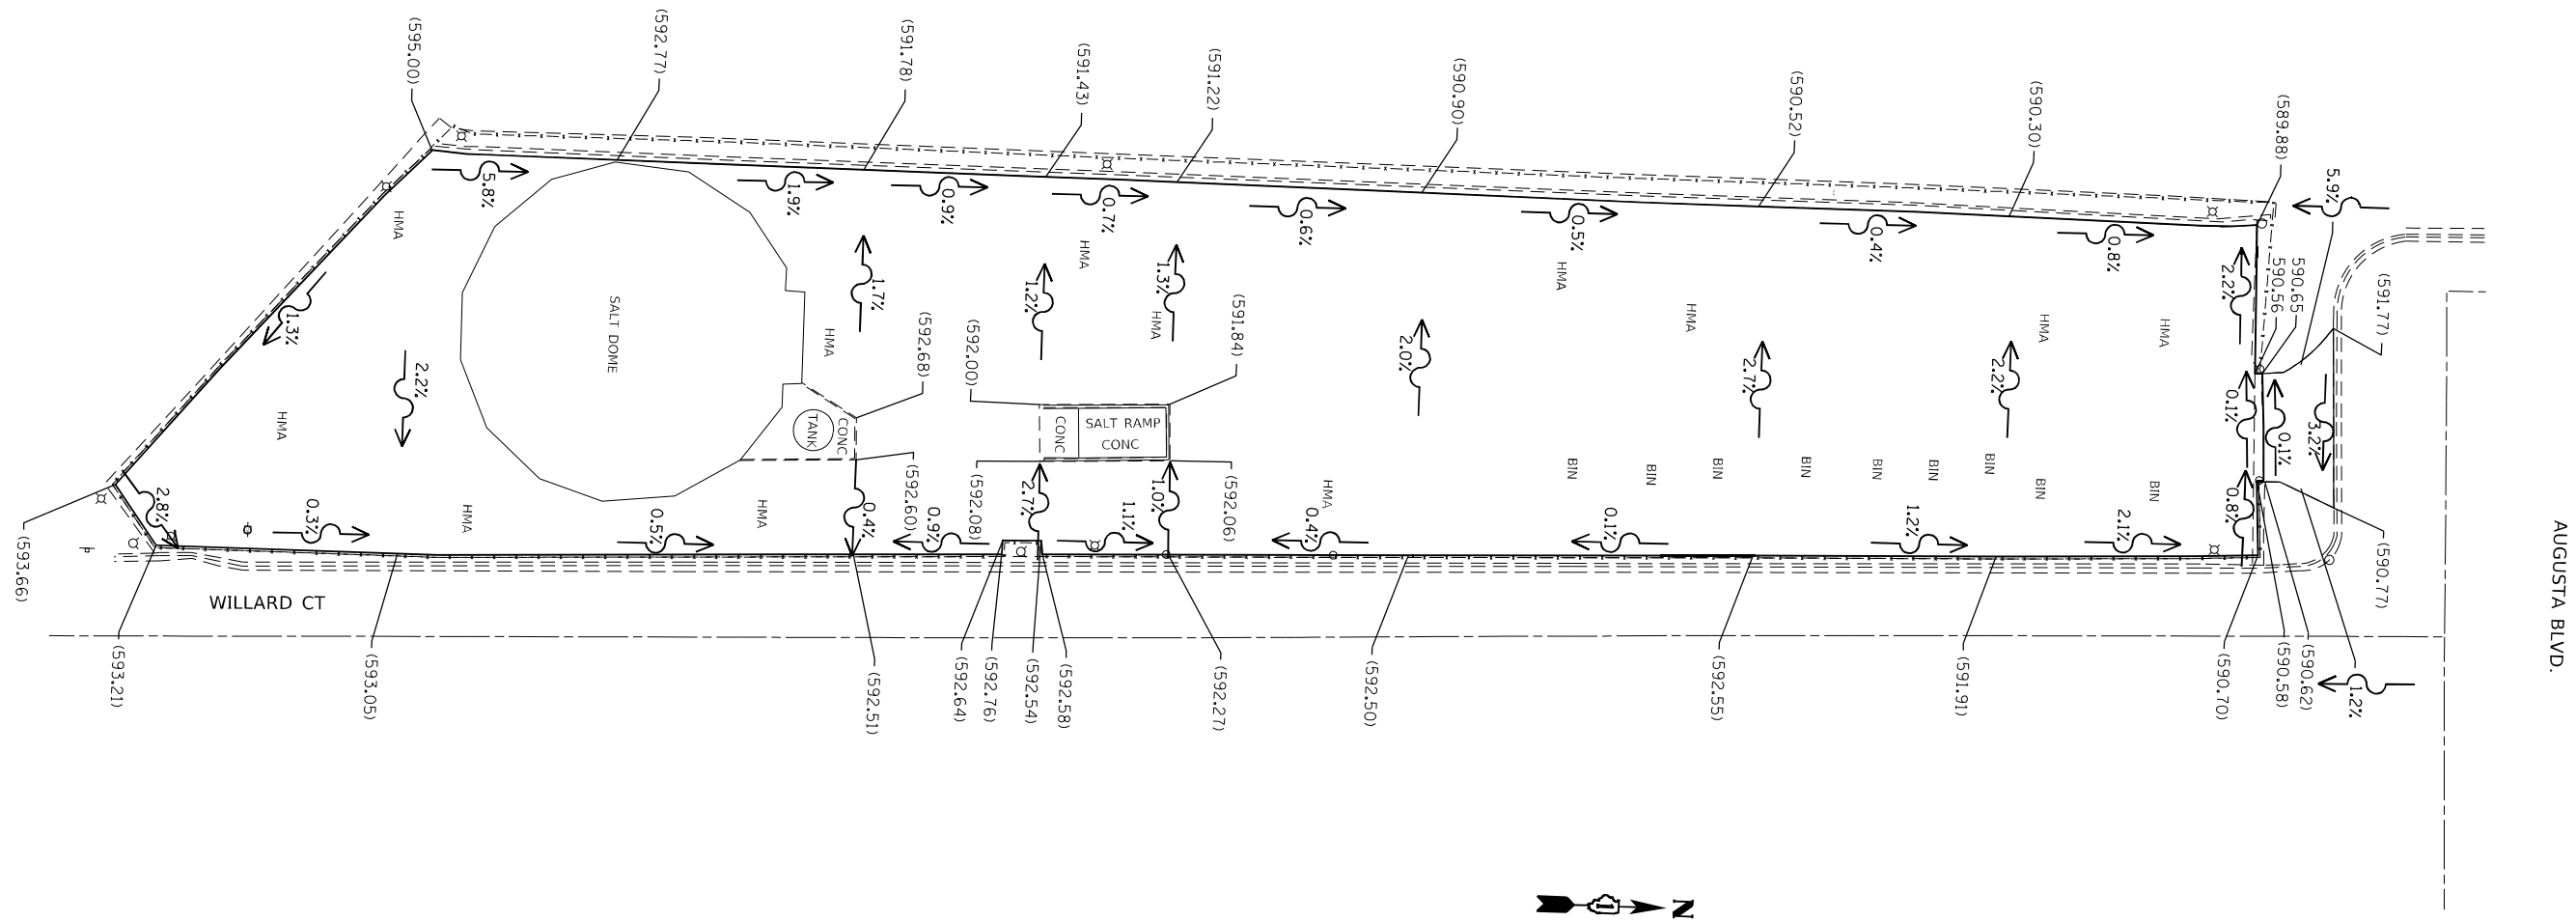 (595.00)
(592.77)
(591.78)
(591.43)
(591.22)
(590.90)
(590.52)
(590.30)
(589.88)
5.9%
5.8%
1.9%
0.9%
0.7%
0.6%
0.5%
0.4%
0.8%
2.2%
590.56
590.65
(591.77)
HMA
HMA
HMA
1.3%
2.2%
SALT DOME
HMA
1.7%
1.2%
1.3%
HMA
HMA
HMA
HMA
(592.68)
(592.00)
(591.84)
2.0%
2.7%
2.2%
0.1%
0.1%
3.2%
HMA
TANK
CONC
CONC
SALT RAMP
CONC
BIN
BIN
BIN
BIN
BIN
BIN
BIN
BIN
BIN
2.8%
0.3%
HMA
0.5%
HMA
0.4%
(592.60)
0.9%
(592.08)
2.7%
1.1%
1.0%
(592.06)
HMA
0.4%
0.1%
1.2%
2.1%
0.8%
(590.77)
(593.66)
WILLARD CT
(593.21)
(593.05)
(592.51)
(592.64)
(592.76)
(592.54)
(592.58)
(592.27)
(592.50)
(592.55)
(591.91)
(590.70)
(590.58)
(590.62)
1.2%
AUGUSTA BLVD.
N